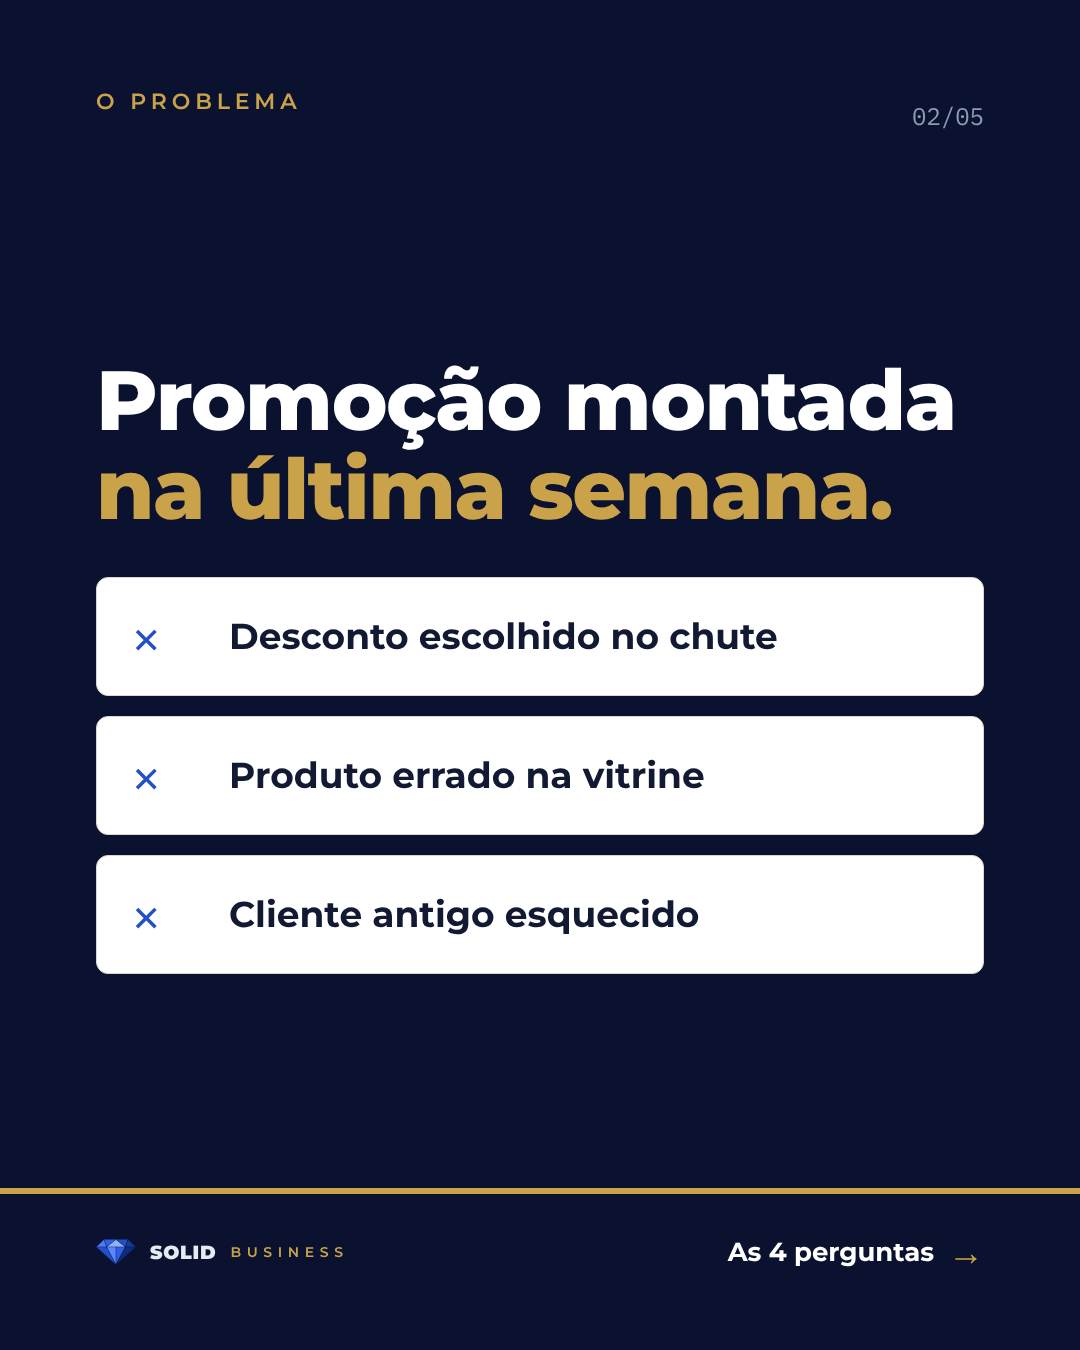 O PROBLEMA
02/05
Promoção montada
na última semana.
× Desconto escolhido no chute
× Produto errado na vitrine
× Cliente antigo esquecido
SOLID BUSINESS
As 4 perguntas →